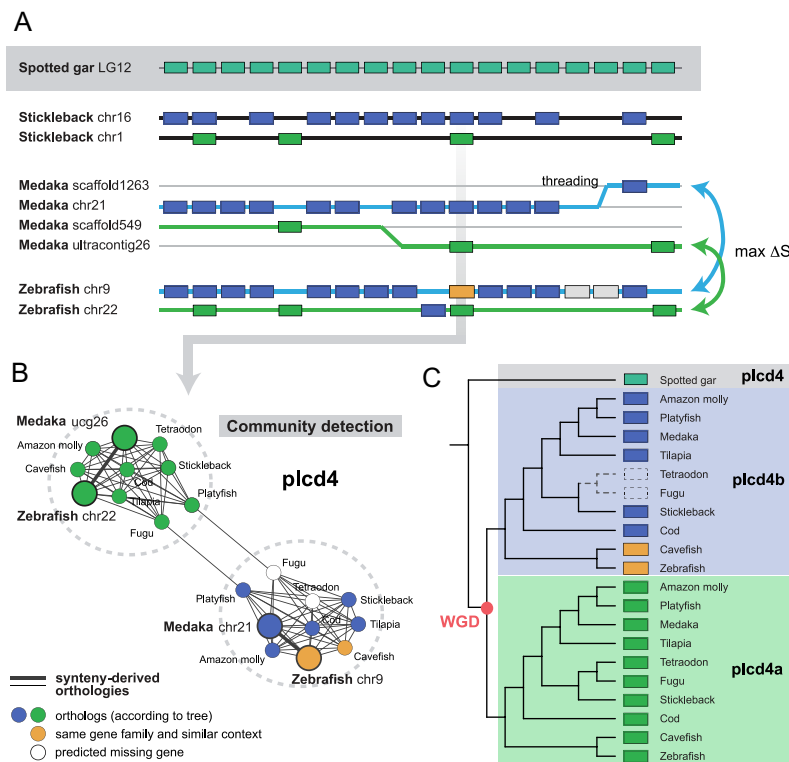 A
Spotted gar LG12
Stickleback chr16
Stickleback chr1
Medaka scaffold1263
threading
Medaka chr21
Medaka scaffold549
Medaka ultracontig26
max ΔS
Zebrafish chr9
Zebrafish chr22
B
Community detection
plcd4
Medaka ucg26
Tetraodon
Amazon molly
Cavefish
Stickleback
Cod
Platyfish
Tilapia
Zebrafish chr22
Fugu
Fugu
Tetraodon
Platyfish
Stickleback
Cod
Tilapia
Medaka chr21
Amazon molly
Cavefish
Zebrafish chr9
synteny-derived
orthologies
orthologs (according to tree)
same gene family and similar context
predicted missing gene
C
plcd4
Spotted gar
Amazon molly
Platyfish
Medaka
Tilapia
Tetraodon
plcd4b
Fugu
Stickleback
Cod
Cavefish
Zebrafish
WGD
Amazon molly
Platyfish
Medaka
Tilapia
Tetraodon
plcd4a
Fugu
Stickleback
Cod
Cavefish
Zebrafish